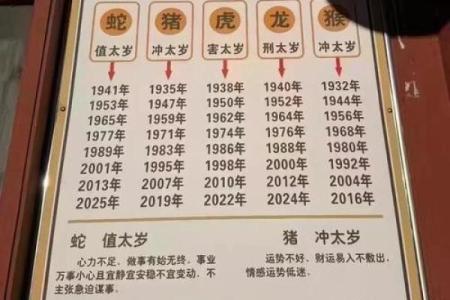 蛇 猪 虎 龙 猴
值太岁 冲太岁 害太岁 刑太岁 冲太岁
1941年 1935年 1938年 1940年 1932年
1953年 1947年 1950年 1952年 1944年
1965年 1959年 1962年 1964年 1956年
1977年 1971年 1974年 1976年 1968年
1989年 1983年 1986年 1988年 1980年
2001年 1995年 1998年 2000年 1992年
2013年 2007年 2010年 2012年 2004年
2025年 2019年 2022年 2024年 2016年
蛇 值太岁
心力不足、做事有始无终、事业
万事小心且宜静宜安稳不宜变动、不
主张急迫谋事.
猪 冲太岁
运势不好、财运易入不敷出、
情感运势低迷.